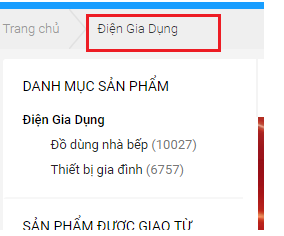 Trang chủ Điện Gia Dụng
DANH MỤC SẢN PHẨM
Điện Gia Dụng
Đồ dùng nhà bếp (10027)
Thiết bị gia đình (6757)
SẢN PHẨM ĐƯỢC GIAO TỪ